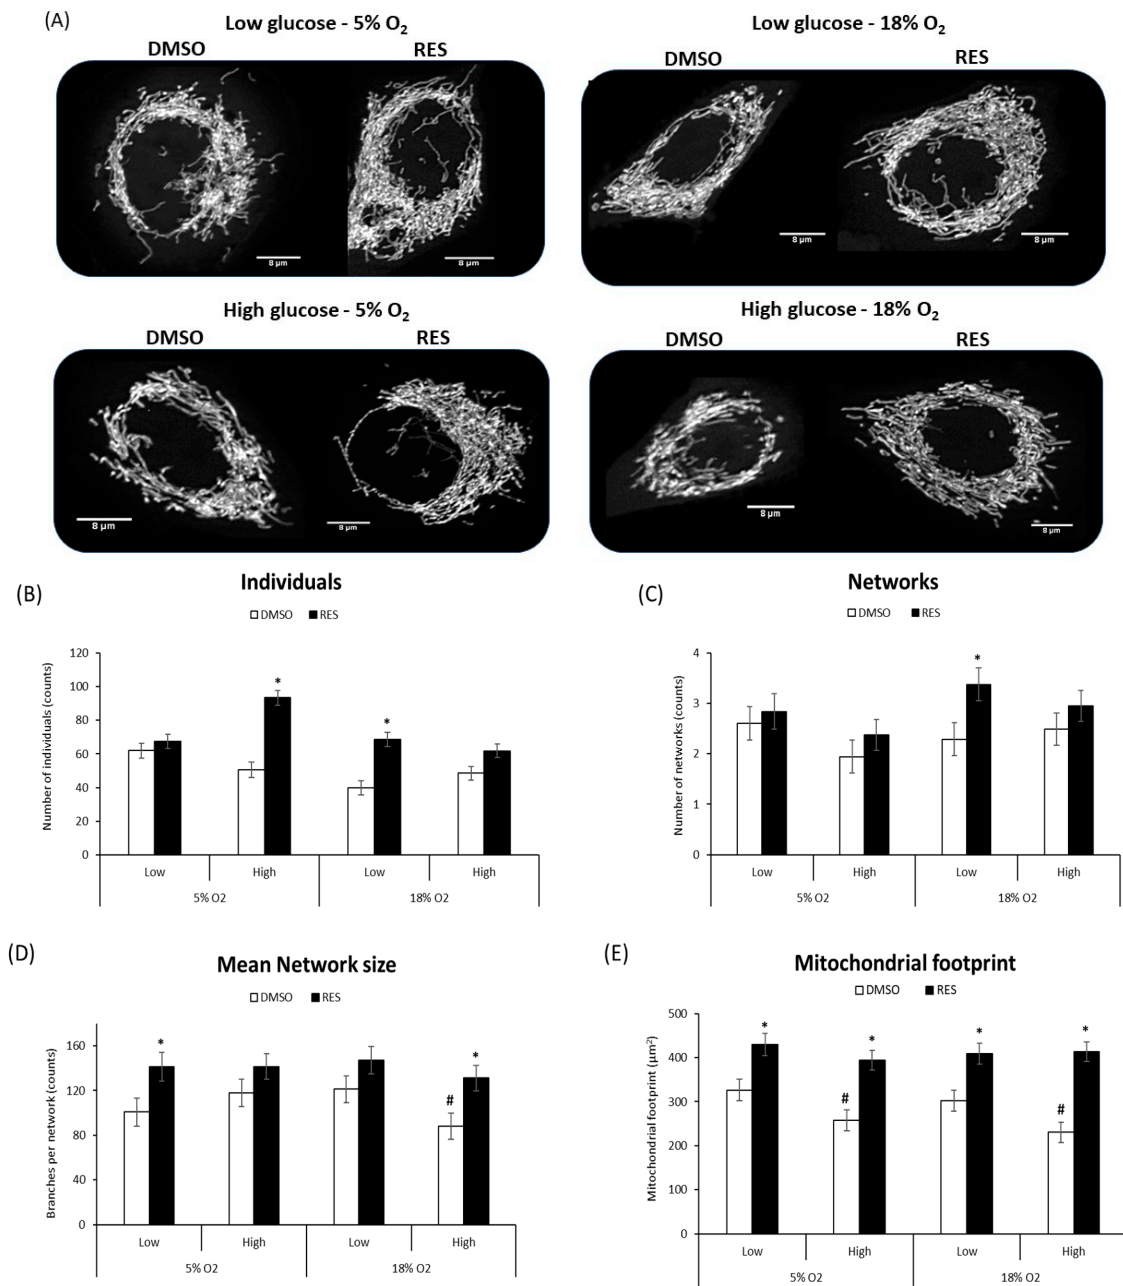 (A)
Low glucose - 5% O₂
DMSO RES
8 µm 8 µm
Low glucose - 18% O₂
DMSO RES
8 µm 8 µm
High glucose - 5% O₂
DMSO RES
8 µm 8 µm
High glucose - 18% O₂
DMSO RES
8 µm 8 µm
(B)
Individuals
DMSO RES
Number of individuals (counts)
120
100
80
60
40
20
0
* *
Low High Low High
5% O2 18% O2
(C)
Networks
DMSO RES
Number of networks (counts)
4
3
2
1
0
*
Low High Low High
5% O2 18% O2
(D)
Mean Network size
DMSO RES
Branches per network (counts)
160
120
80
40
0
* # *
Low High Low High
5% O2 18% O2
(E)
Mitochondrial footprint
DMSO RES
Mitochondrial footprint (µm²)
500
400
300
200
100
0
* # * * # *
Low High Low High
5% O2 18% O2